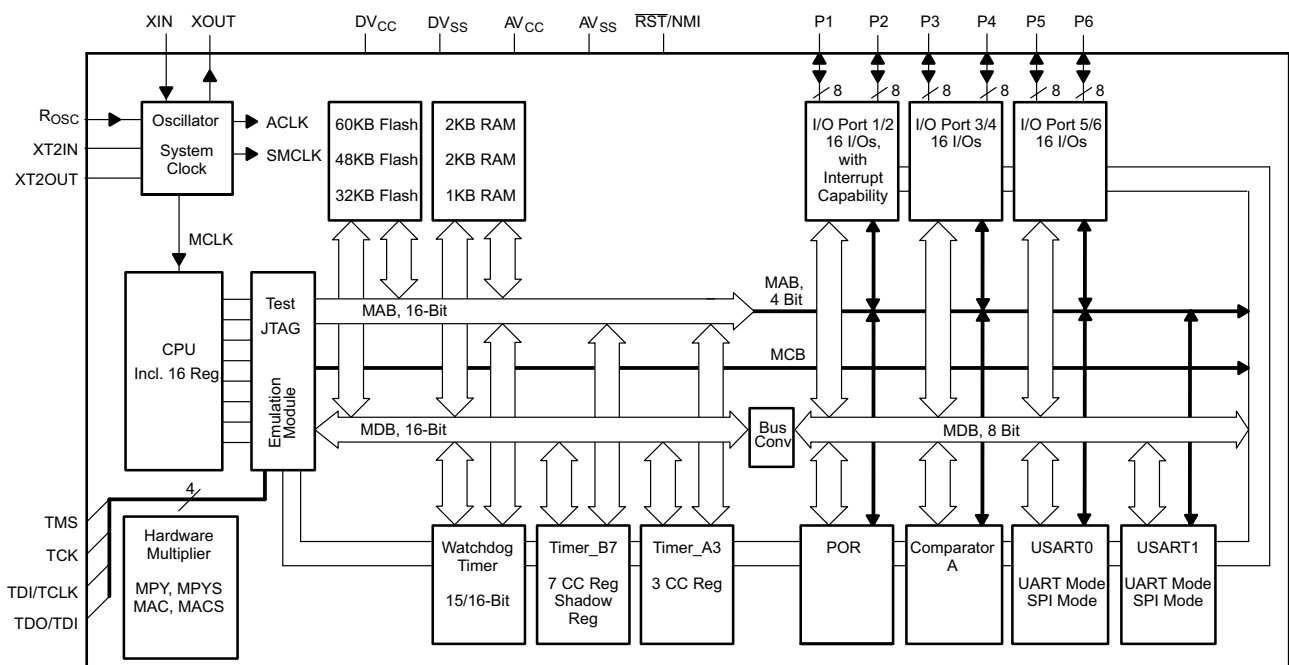 XIN XOUT DVCC DVSS AVCC AVSS RST/NMI P1 P2 P3 P4 P5 P6
8 8 8 8 8 8
ROSC
XT2IN
XT2OUT
Oscillator
System
Clock
ACLK
SMCLK
MCLK
60KB Flash
48KB Flash
32KB Flash
2KB RAM
2KB RAM
1KB RAM
I/O Port 1/2
16 I/Os,
with
Interrupt
Capability
I/O Port 3/4
16 I/Os
I/O Port 5/6
16 I/Os
CPU
Incl. 16 Reg.
Test
JTAG
Emulation
Module
MAB, 16-Bit
MAB,
4 Bit
MCB
MDB, 16-Bit
Bus
Conv
MDB, 8 Bit
4
TMS
TCK
TDI/TCLK
TDO/TDI
Hardware
Multiplier
MPY, MPYS
MAC, MACS
Watchdog
Timer
15/16-Bit
Timer_B7
7 CC Reg
Shadow
Reg
Timer_A3
3 CC Reg
POR
Comparator
A
USART0
UART Mode
SPI Mode
USART1
UART Mode
SPI Mode